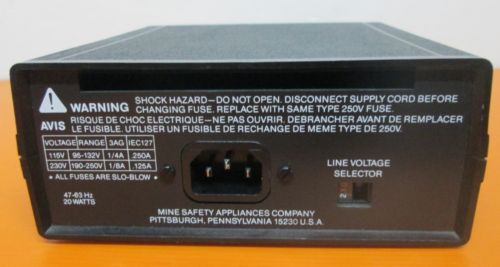 WARNING
SHOCK HAZARD—DO NOT OPEN. DISCONNECT SUPPLY CORD BEFORE
CHANGING FUSE. REPLACE WITH SAME TYPE 250V FUSE.
AVIS
RISQUE DE CHOC ELECTRIQUE—NE PAS OUVRIR. DEBRANCHER AVANT DE REMPLACER
LE FUSIBLE. UTILISER UN FUSIBLE DE RECHANGE DE MEME TYPE DE 250V.
VOLTAGE RANGE 3AG IEC127
115V 95-132V 1/4A .250A
230V 190-250V 1/8A .125A
* ALL FUSES ARE SLO-BLOW *
47-63 Hz
20 WATTS
LINE VOLTAGE
SELECTOR
MINE SAFETY APPLIANCES COMPANY
PITTSBURGH, PENNSYLVANIA 15230 U.S.A.